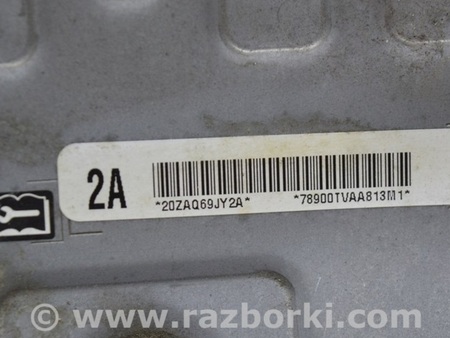 2A
*20ZAQ69JY2A* *78900TVAA813M1*
© www.razborki.com